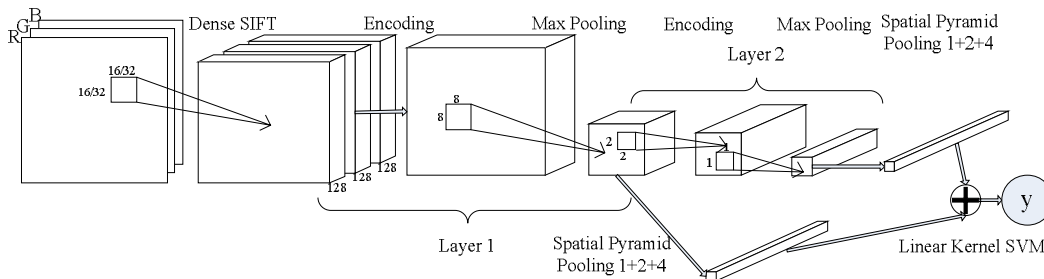 B
G
R
Dense SIFT
Encoding
Max Pooling
Encoding
Max Pooling
Spatial Pyramid
Pooling 1+2+4
Layer 2
16/32
16/32
8
8
2
2
1
1
128
128
128
Layer 1
Spatial Pyramid
Pooling 1+2+4
y
Linear Kernel SVM